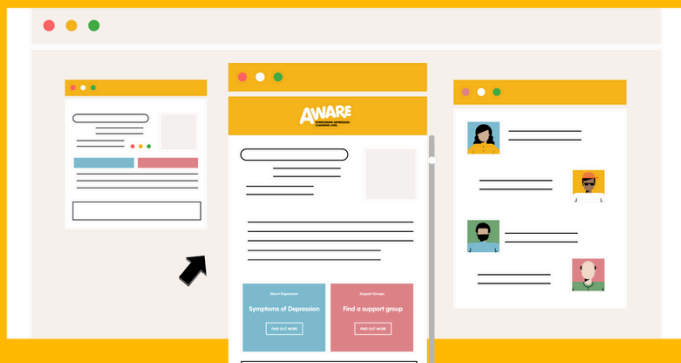 AWARE
About Depression
Symptoms of Depression
FIND OUT MORE
Support Groups
Find a support group
FIND OUT MORE
J S
J L